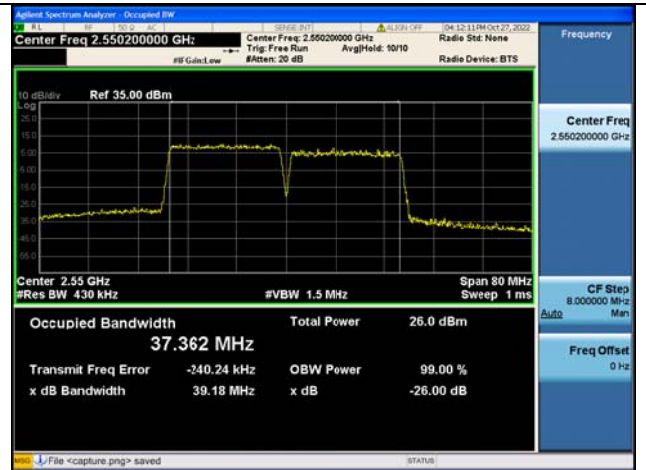 Agilent Spectrum Analyzer - Occupied BW
RL RF 50 Ω AC SENSE:INT ALIGN OFF 04:12:11 PM Oct 27, 2022
Center Freq 2.550200000 GHz
Center Freq: 2.550200000 GHz
Radio Std: None
Trig: Free Run Avg|Hold: 10/10
#IFGain:Low #Atten: 20 dB Radio Device: BTS
Frequency
10 dB/div Ref 35.00 dBm
Log
25.0
15.0
5.00
-5.00
-15.0
-25.0
-35.0
-45.0
-55.0
Center Freq
2.550200000 GHz
Center 2.55 GHz Span 80 MHz
#Res BW 430 kHz #VBW 1.5 MHz Sweep 1 ms
CF Step
8.000000 MHz
Auto Man
Occupied Bandwidth Total Power 26.0 dBm
37.362 MHz
Transmit Freq Error -240.24 kHz OBW Power 99.00 %
x dB Bandwidth 39.18 MHz x dB -26.00 dB
Freq Offset
0 Hz
MSG File <capture.png> saved STATUS